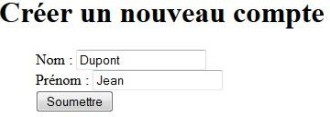 Créer un nouveau compte
Nom : Dupont
Prénom : Jean
Soumettre